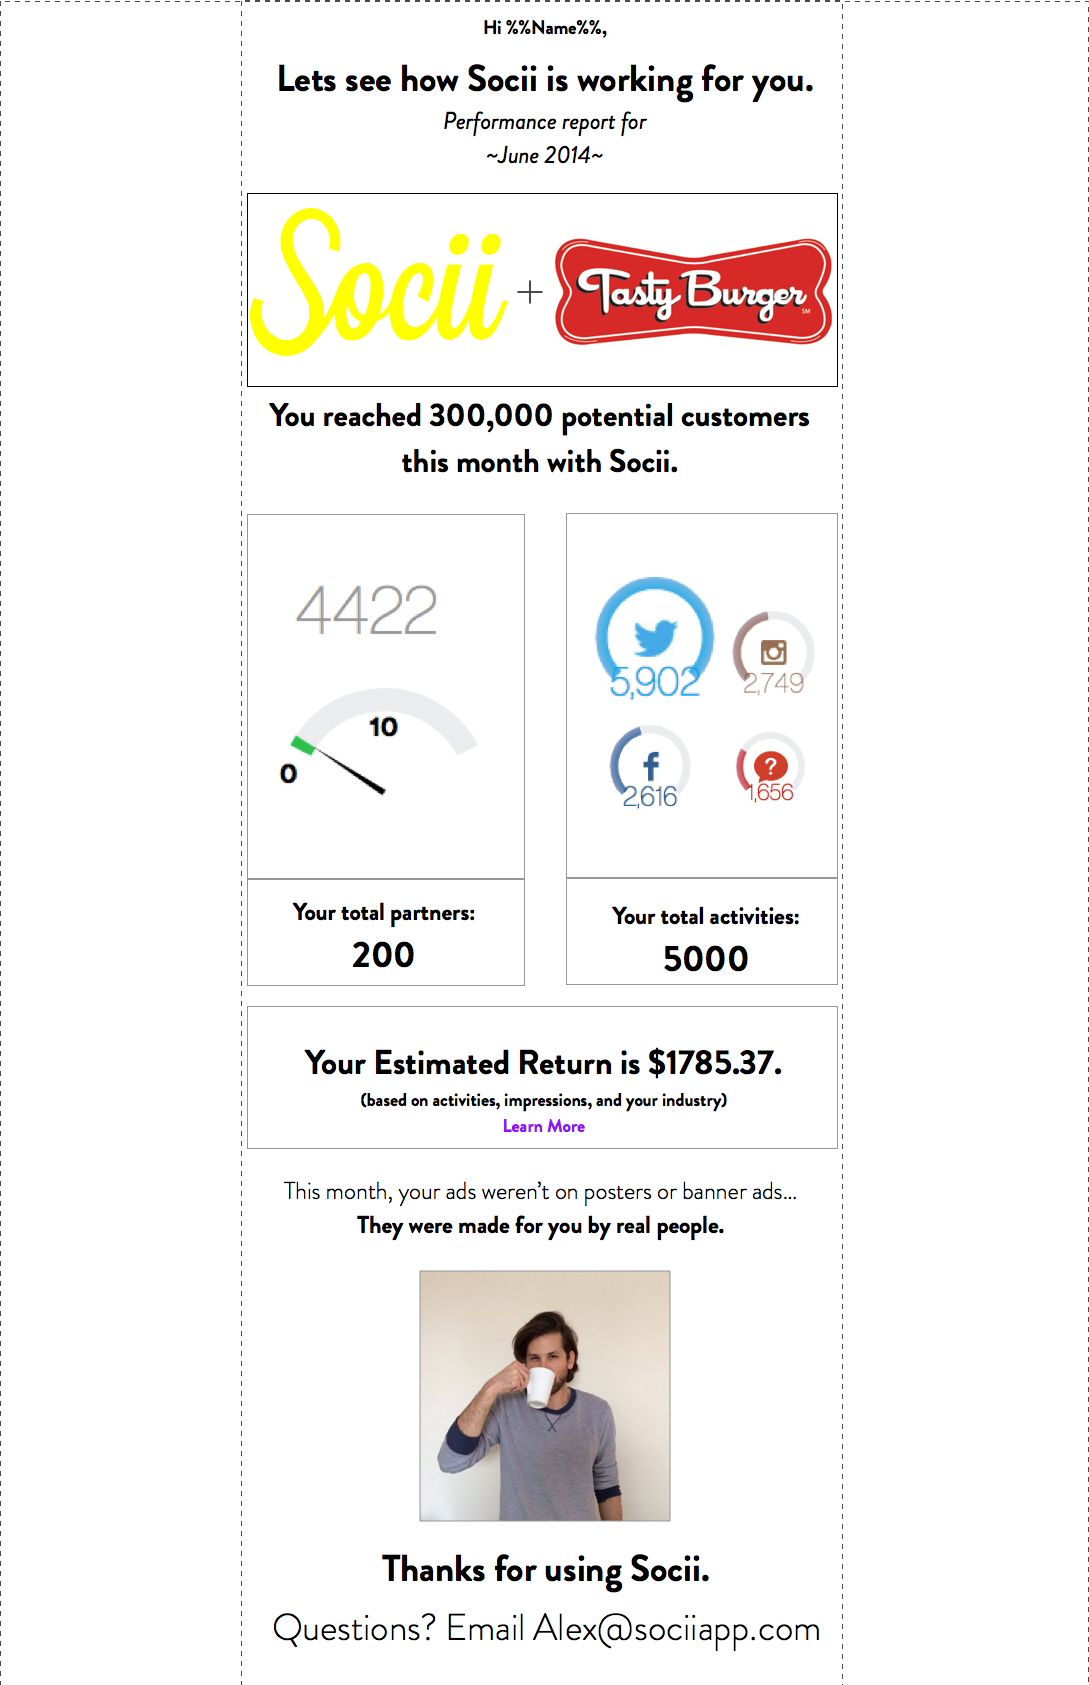 Hi %%Name%%,
Lets see how Socii is working for you.
Performance report for
~June 2014~
Socii + Tasty Burger SM
You reached 300,000 potential customers
this month with Socii.
4422
10
0
5,902
2,749
2,616
?
1,656
Your total partners:
200
Your total activities:
5000
Your Estimated Return is $1785.37.
(based on activities, impressions, and your industry)
Learn More
This month, your ads weren’t on posters or banner ads...
They were made for you by real people.
Thanks for using Socii.
Questions? Email Alex@sociiapp.com